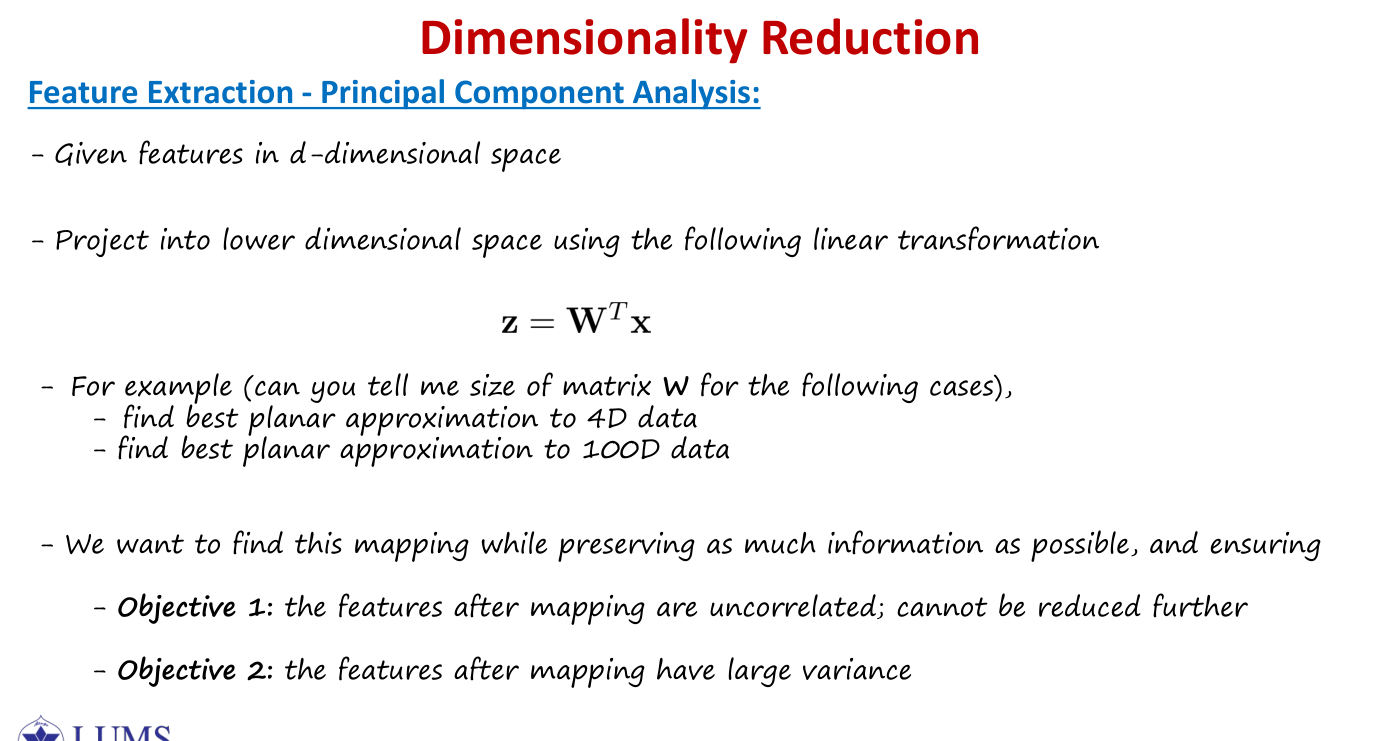 Dimensionality Reduction
Feature Extraction - Principal Component Analysis:
- Given features in d-dimensional space
- Project into lower dimensional space using the following linear transformation
z = W^T x
- For example (can you tell me size of matrix W for the following cases),
- find best planar approximation to 4D data
- find best planar approximation to 100D data
- We want to find this mapping while preserving as much information as possible, and ensuring
- Objective 1: the features after mapping are uncorrelated; cannot be reduced further
- Objective 2: the features after mapping have large variance
LUMS